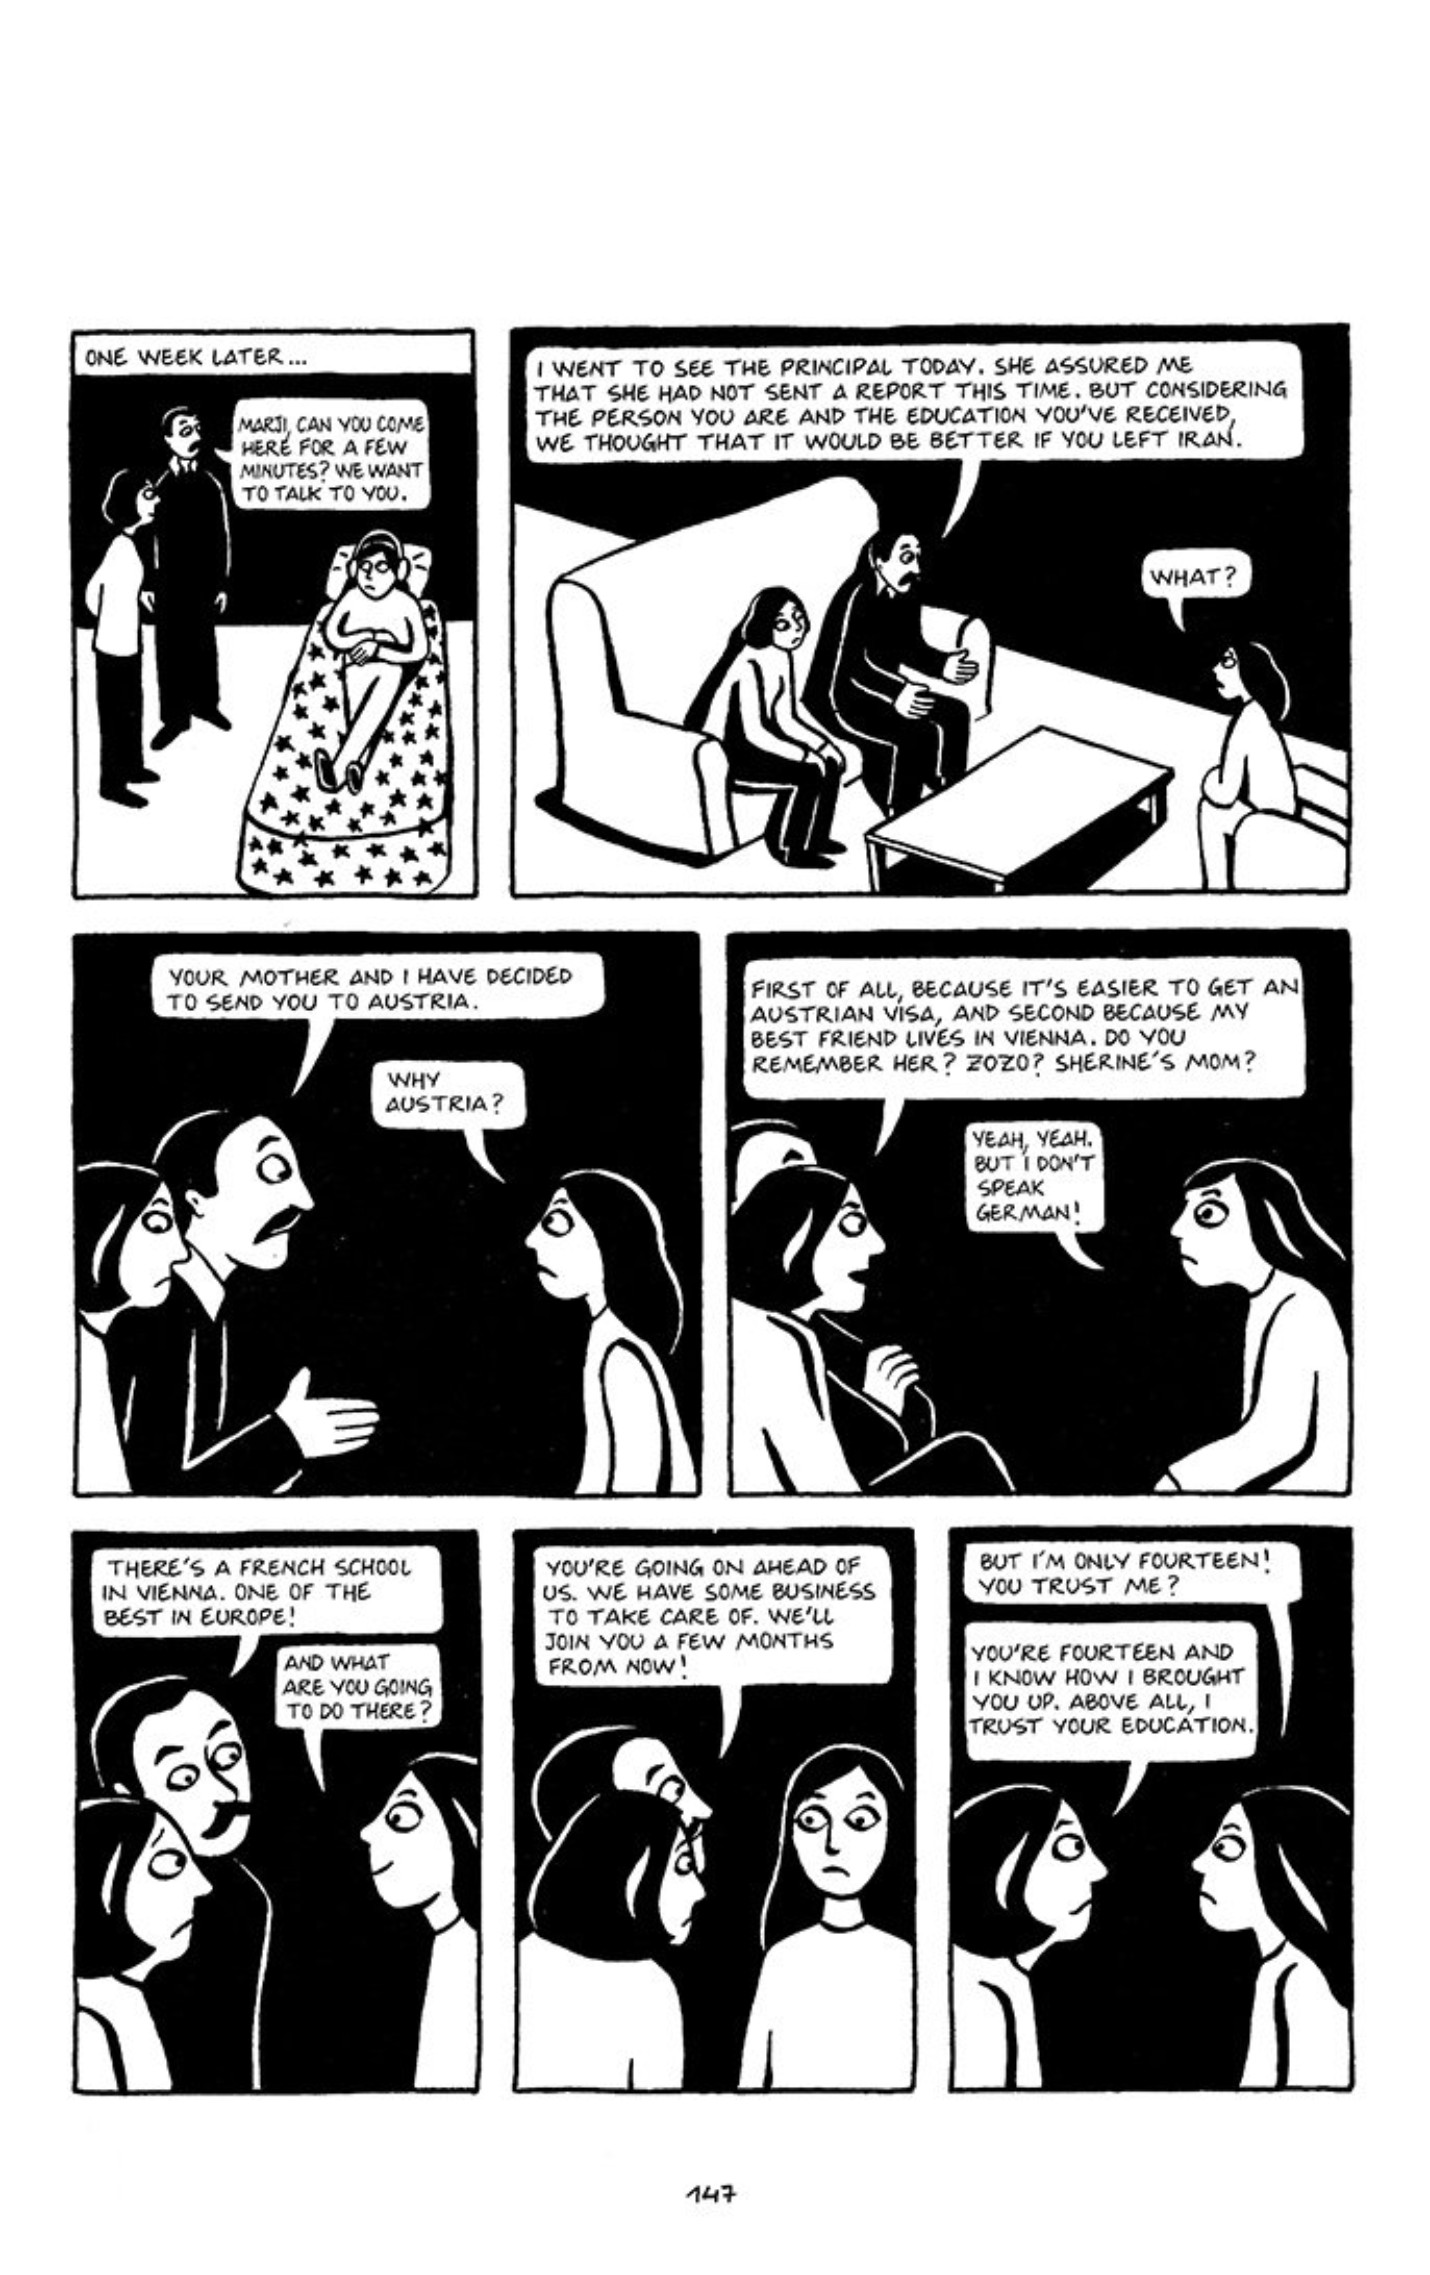 ONE WEEK LATER...
MARJI, CAN YOU COME
HERE FOR A FEW
MINUTES? WE WANT
TO TALK TO YOU.
I WENT TO SEE THE PRINCIPAL TODAY. SHE ASSURED ME
THAT SHE HAD NOT SENT A REPORT THIS TIME. BUT CONSIDERING
THE PERSON YOU ARE AND THE EDUCATION YOU'VE RECEIVED,
WE THOUGHT THAT IT WOULD BE BETTER IF YOU LEFT IRAN.
WHAT?
YOUR MOTHER AND I HAVE DECIDED
TO SEND YOU TO AUSTRIA.
WHY
AUSTRIA?
FIRST OF ALL, BECAUSE IT'S EASIER TO GET AN
AUSTRIAN VISA, AND SECOND BECAUSE MY
BEST FRIEND LIVES IN VIENNA. DO YOU
REMEMBER HER? ZOZO? SHERINE'S MOM?
YEAH, YEAH.
BUT I DON'T
SPEAK
GERMAN!
THERE'S A FRENCH SCHOOL
IN VIENNA. ONE OF THE
BEST IN EUROPE!
AND WHAT
ARE YOU GOING
TO DO THERE?
YOU'RE GOING ON AHEAD OF
US. WE HAVE SOME BUSINESS
TO TAKE CARE OF. WE'LL
JOIN YOU A FEW MONTHS
FROM NOW!
BUT I'M ONLY FOURTEEN!
YOU TRUST ME?
YOU'RE FOURTEEN AND
I KNOW HOW I BROUGHT
YOU UP. ABOVE ALL, I
TRUST YOUR EDUCATION.
147